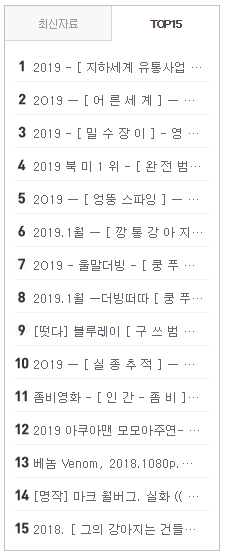 최신자료
TOP15
1 2019 - [ 지하세계 유통사업 …
2 2O19 — [ 어 른 세 계 ] — …
3 2019 - [ 밀 수 장 이 ] - 영 …
4 2019 북 미 1 위 - [ 완 전 범 …
5 2O19 — [ 엉뚱 스파잉 ] — …
6 2019.1월 — [ 깡 통 강 아 지 …
7 2O19 - 울말더빙 - [ 쿵 푸 …
8 2O19.1월 —더빙떠따 [ 쿵 푸…
9 [떳다] 블루레이 [ 구 쓰 범 …
10 2O19 — [ 실 종 추 적 ] — …
11 좀비영화 - [ 인 간 - 좀 비 ]…
12 2019 아쿠아맨 모모아주연- …
13 베놈 Venom, 2018.1080p.…
14 [명작] 마크 윌버그. 실화 (( …
15 2018. [ 그의 강아지는 건들…